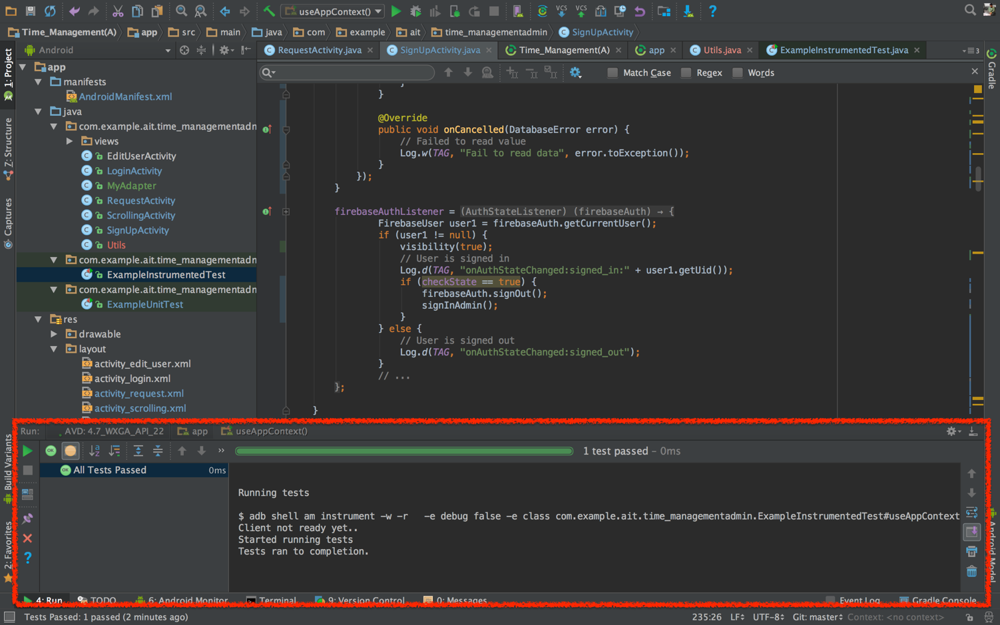 useAppContext()
VCS
VCS
Time_Management(A)
app
src
main
java
com
example
ait
time_managementadmin
SignUpActivity
1: Project
Z: Structure
Captures
Build Variants
2: Favorites
Android
RequestActivity.java
SignUpActivity.java
Time_Management(A)
app
Utils.java
ExampleInstrumentedTest.java
3
Match Case
Regex
Words
Gradle
app
manifests
AndroidManifest.xml
java
com.example.ait.time_managementadn
views
EditUserActivity
LoginActivity
MyAdapter
RequestActivity
ScrollingActivity
SignUpActivity
Utils
com.example.ait.time_managementadn
ExampleInstrumentedTest
com.example.ait.time_managementadn
ExampleUnitTest
res
drawable
layout
activity_edit_user.xml
activity_login.xml
activity_request.xml
activity_scrolling.xml
}
}
@Override
public void onCancelled(DatabaseError error) {
// Failed to read value
Log.w(TAG, "Fail to read data", error.toException());
}
});
}
firebaseAuthListener = (AuthStateListener) (firebaseAuth) → {
FirebaseUser user1 = firebaseAuth.getCurrentUser();
if (user1 != null) {
visibility(true);
// User is signed in
Log.d(TAG, "onAuthStateChanged:signed_in:" + user1.getUid());
if (checkState == true) {
firebaseAuth.signOut();
signInAdmin();
}
} else {
// User is signed out
Log.d(TAG, "onAuthStateChanged:signed_out");
}
// ...
};
}
Run:
AVD: 4.7_WXGA_API_22
app
useAppContext()
OK
1 test passed – 0ms
OK All Tests Passed 0ms
Running tests
$ adb shell am instrument -w -r   -e debug false -e class com.example.ait.time_managementadmin.ExampleInstrumentedTest#useAppContext
Client not ready yet..
Started running tests
Tests ran to completion.
Android Model
4: Run
TODO
6: Android Monitor
Terminal
9: Version Control
0: Messages
Event Log
Gradle Console
Tests Passed: 1 passed (2 minutes ago)
235:26
LF
UTF-8
Git: master
Context: <no context>